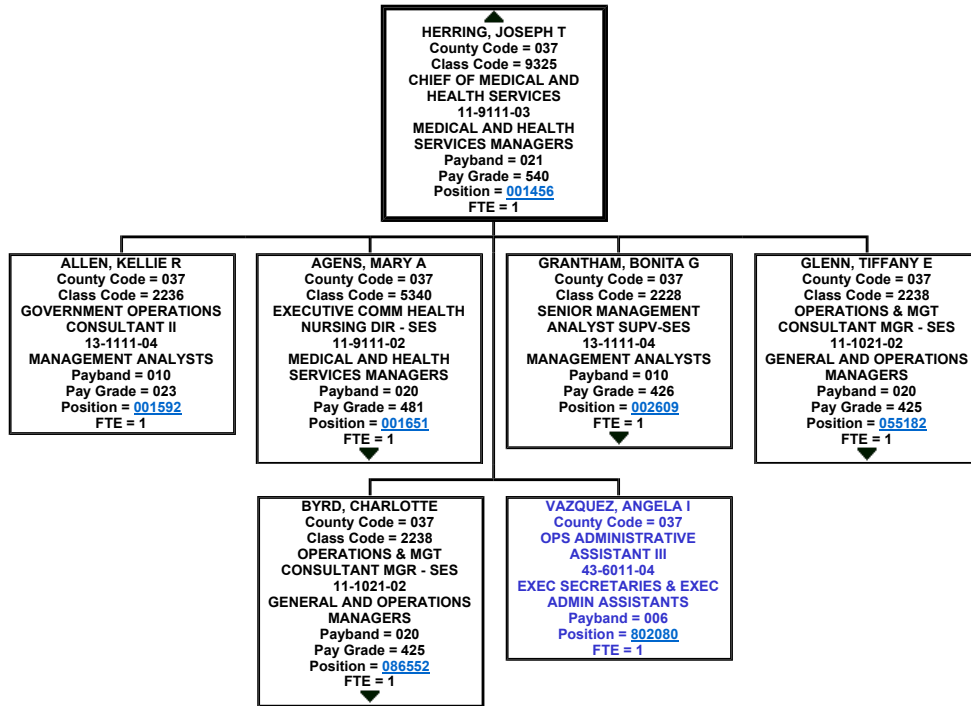 HERRING, JOSEPH T
County Code = 037
Class Code = 9325
CHIEF OF MEDICAL AND
HEALTH SERVICES
11-9111-03
MEDICAL AND HEALTH
SERVICES MANAGERS
Payband = 021
Pay Grade = 540
Position = 001456
FTE = 1
ALLEN, KELLIE R
County Code = 037
Class Code = 2236
GOVERNMENT OPERATIONS
CONSULTANT II
13-1111-04
MANAGEMENT ANALYSTS
Payband = 010
Pay Grade = 023
Position = 001592
FTE = 1
AGENS, MARY A
County Code = 037
Class Code = 5340
EXECUTIVE COMM HEALTH
NURSING DIR - SES
11-9111-02
MEDICAL AND HEALTH
SERVICES MANAGERS
Payband = 020
Pay Grade = 481
Position = 001651
FTE = 1
GRANTHAM, BONITA G
County Code = 037
Class Code = 2228
SENIOR MANAGEMENT
ANALYST SUPV-SES
13-1111-04
MANAGEMENT ANALYSTS
Payband = 010
Pay Grade = 426
Position = 002609
FTE = 1
GLENN, TIFFANY E
County Code = 037
Class Code = 2238
OPERATIONS & MGT
CONSULTANT MGR - SES
11-1021-02
GENERAL AND OPERATIONS
MANAGERS
Payband = 020
Pay Grade = 425
Position = 055182
FTE = 1
BYRD, CHARLOTTE
County Code = 037
Class Code = 2238
OPERATIONS & MGT
CONSULTANT MGR - SES
11-1021-02
GENERAL AND OPERATIONS
MANAGERS
Payband = 020
Pay Grade = 425
Position = 086552
FTE = 1
VAZQUEZ, ANGELA I
County Code = 037
OPS ADMINISTRATIVE
ASSISTANT III
43-6011-04
EXEC SECRETARIES & EXEC
ADMIN ASSISTANTS
Payband = 006
Position = 802080
FTE = 1